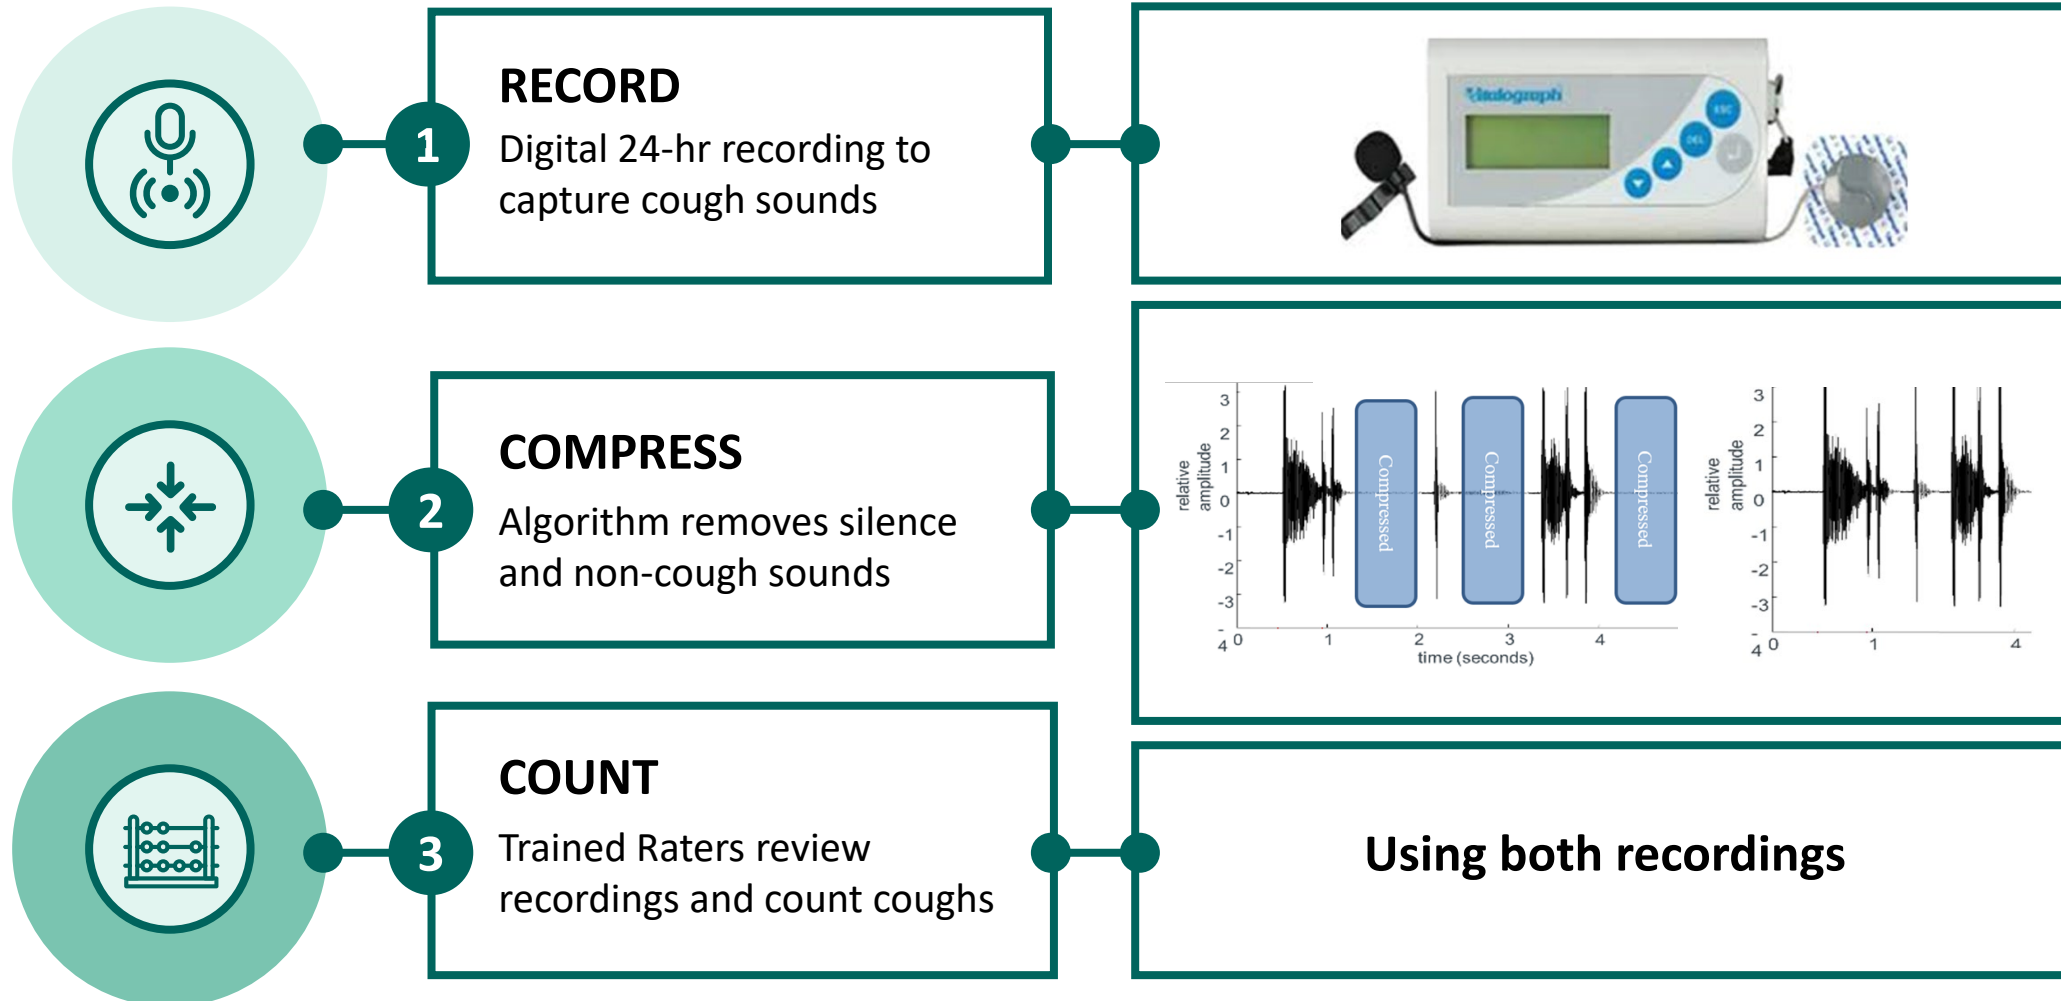 1
RECORD
Digital 24-hr recording to
capture cough sounds
Vitalograph
ESC
DEL
2
COMPRESS
Algorithm removes silence
and non-cough sounds
relative
amplitude
3
2
1
0
-1
-2
-3
-
4
Compressed
Compressed
Compressed
0 1 2 3 4
time (seconds)
relative
amplitude
3
2
1
0
-1
-2
-3
-
4
0 1 4
3
COUNT
Trained Raters review
recordings and count coughs
Using both recordings